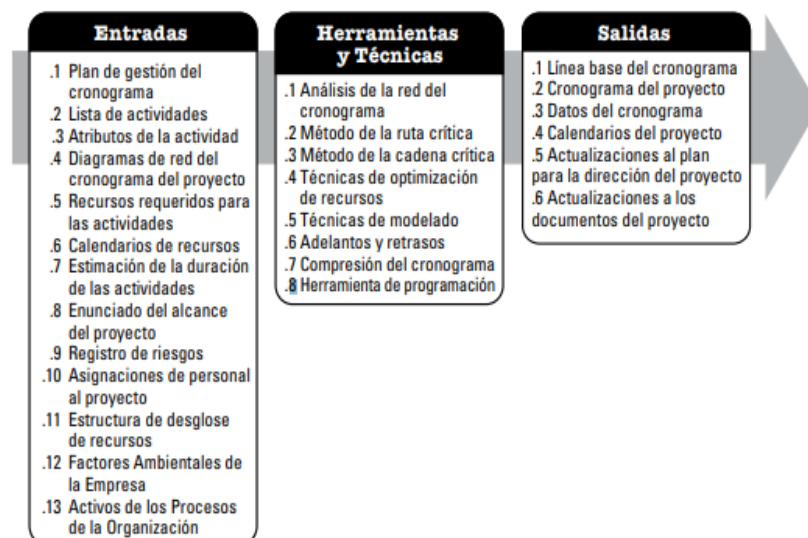 Entradas
.1 Plan de gestión del
cronograma
.2 Lista de actividades
.3 Atributos de la actividad
.4 Diagramas de red del
cronograma del proyecto
.5 Recursos requeridos para
las actividades
.6 Calendarios de recursos
.7 Estimación de la duración
de las actividades
.8 Enunciado del alcance
del proyecto
.9 Registro de riesgos
.10 Asignaciones de personal
al proyecto
.11 Estructura de desglose
de recursos
.12 Factores Ambientales de
la Empresa
.13 Activos de los Procesos
de la Organización
Herramientas
y Técnicas
.1 Análisis de la red del
cronograma
.2 Método de la ruta crítica
.3 Método de la cadena crítica
.4 Técnicas de optimización
de recursos
.5 Técnicas de modelado
.6 Adelantos y retrasos
.7 Compresión del cronograma
.8 Herramienta de programación
Salidas
.1 Línea base del cronograma
.2 Cronograma del proyecto
.3 Datos del cronograma
.4 Calendarios del proyecto
.5 Actualizaciones al plan
para la dirección del proyecto
.6 Actualizaciones a los
documentos del proyecto